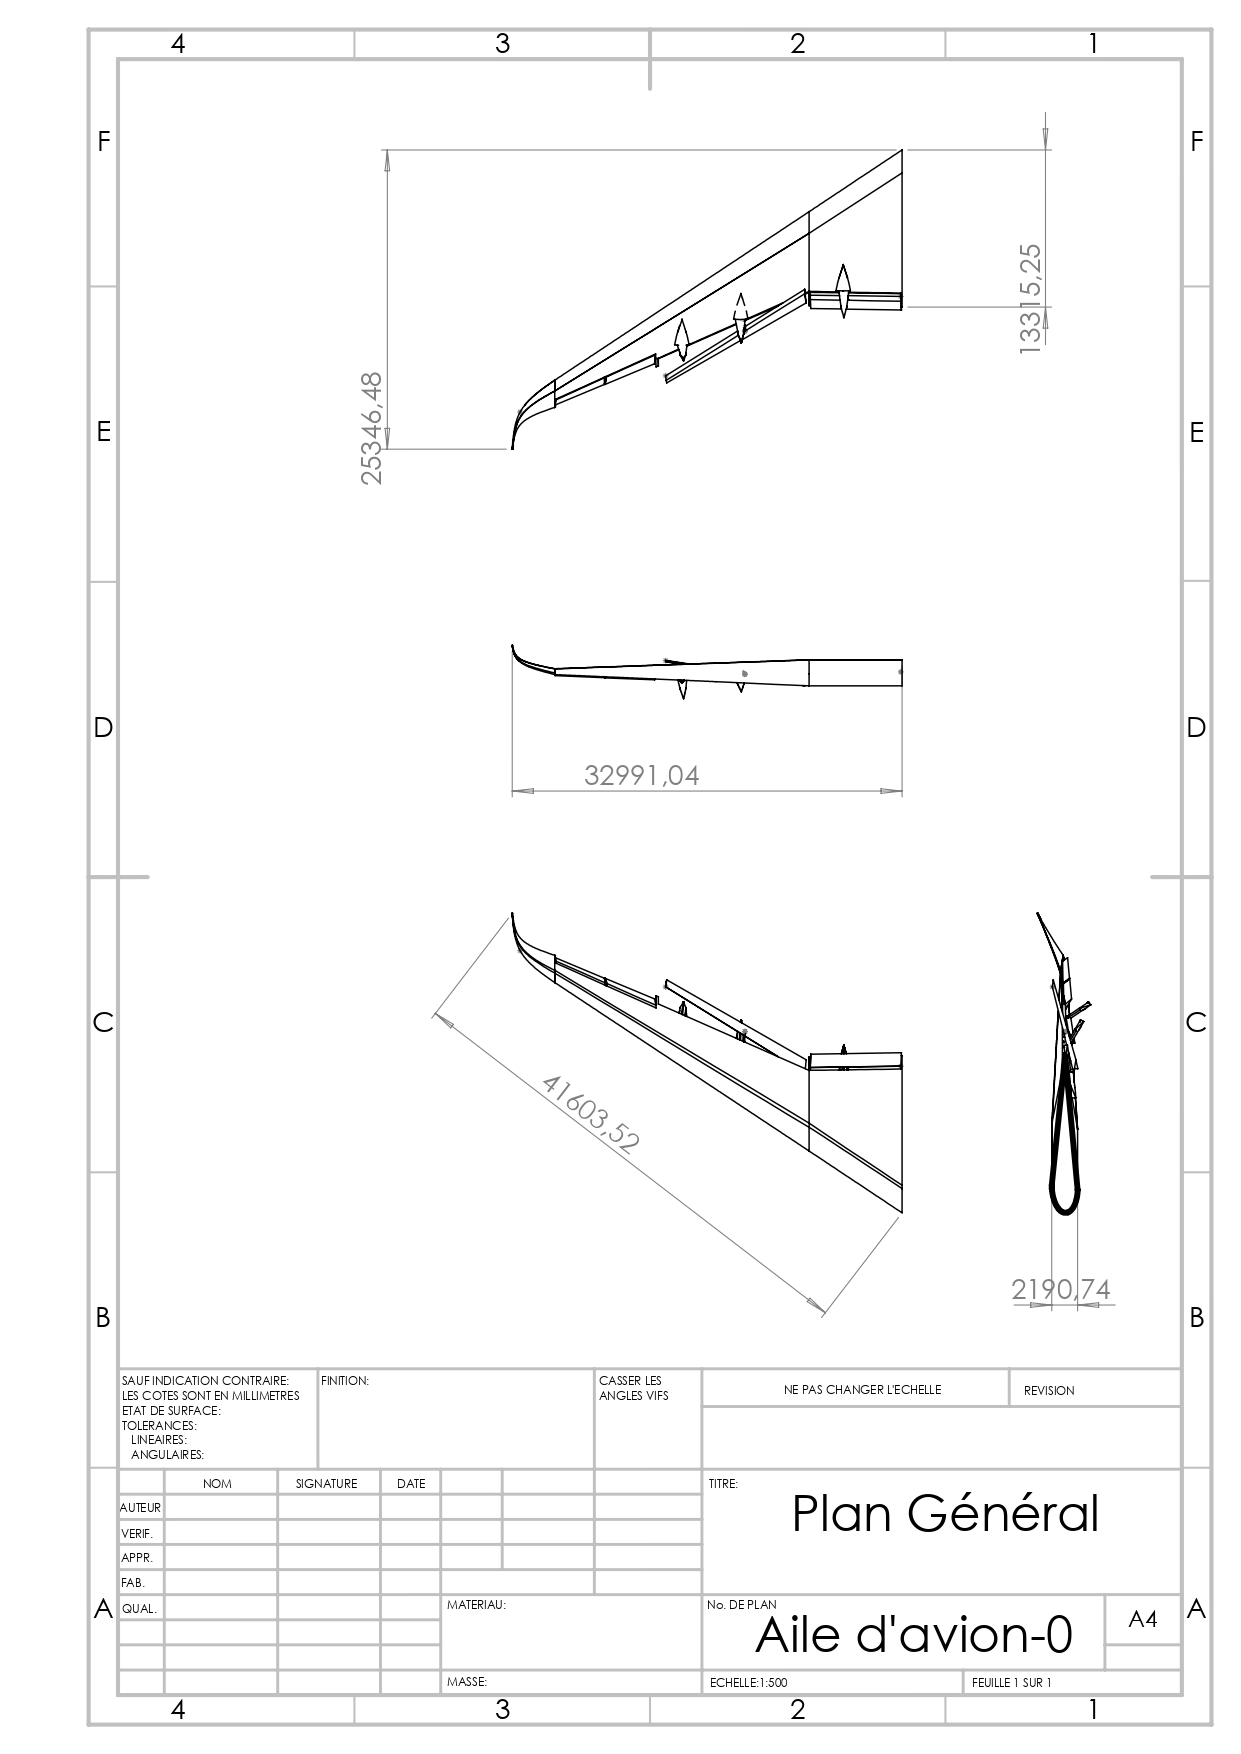 4 3 2 1
F F
13315,25
25346,48
E E
D D
32991,04
C C
41603,52
2190,74
B B
SAUF INDICATION CONTRAIRE:
LES COTES SONT EN MILLIMETRES
ETAT DE SURFACE:
TOLERANCES:
LINEAIRES:
ANGULAIRES:
FINITION:
CASSER LES
ANGLES VIFS
NE PAS CHANGER L'ECHELLE
REVISION
NOM SIGNATURE DATE
AUTEUR
VERIF.
APPR.
FAB.
QUAL.
TITRE:
Plan Général
MATERIAU:
No. DE PLAN
Aile d'avion-0
A4
A A
MASSE:
ECHELLE:1:500
FEUILLE 1 SUR 1
4 3 2 1